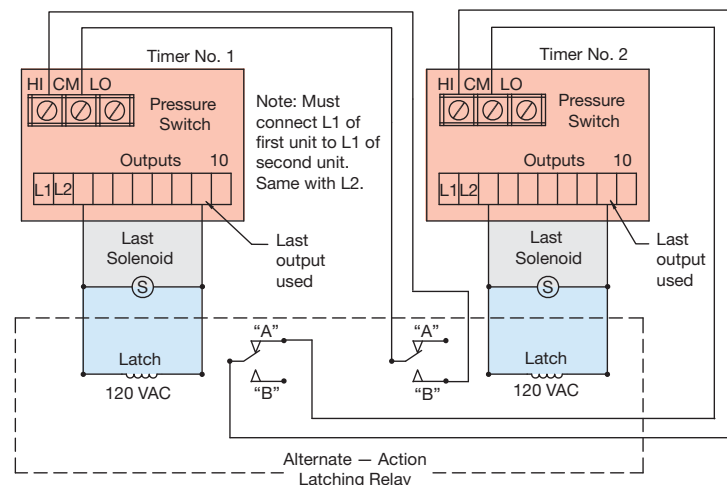 Timer No. 1
HI CM LO
Pressure
Switch
Outputs 10
L1 L2
Last
Solenoid
S
Latch
120 VAC
Last
output
used
Note: Must
connect L1 of
first unit to L1 of
second unit.
Same with L2.
Timer No. 2
HI CM LO
Pressure
Switch
Outputs 10
L1 L2
Last
Solenoid
S
Latch
120 VAC
Last
output
used
“A”
“B”
“A”
“B”
Alternate — Action
Latching Relay